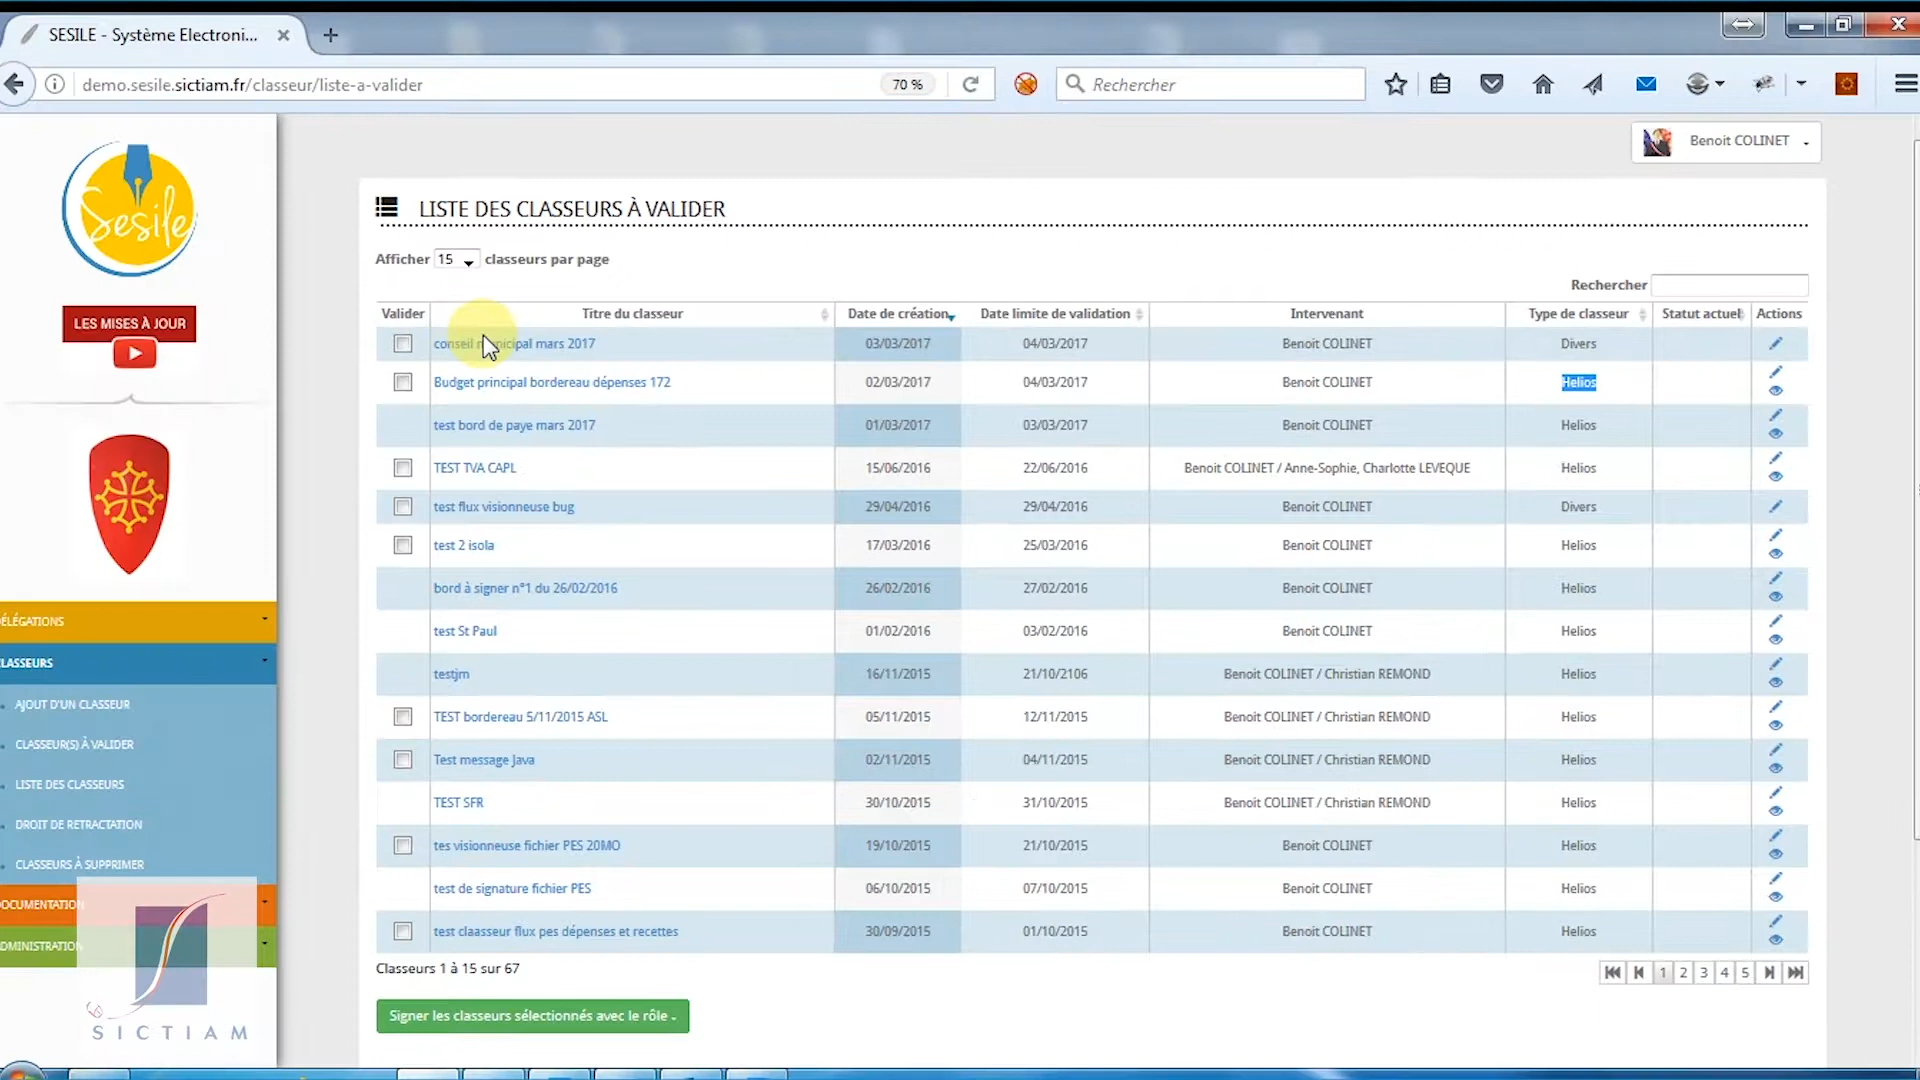 SESILE - Système Electroni...
demo.sesile.sictiam.fr/classeur/liste-a-valider
70 %
Rechercher
Benoit COLINET
Sesile
LES MISES À JOUR
LISTE DES CLASSEURS À VALIDER
Afficher 15 classeurs par page
Rechercher
Valider Titre du classeur Date de création Date limite de validation Intervenant Type de classeur Statut actuel Actions
conseil municipal mars 2017 03/03/2017 04/03/2017 Benoit COLINET Divers
Budget principal bordereau dépenses 172 02/03/2017 04/03/2017 Benoit COLINET Helios
test bord de paye mars 2017 01/03/2017 03/03/2017 Benoit COLINET Helios
TEST TVA CAPL 15/06/2016 22/06/2016 Benoit COLINET / Anne-Sophie, Charlotte LEVEQUE Helios
test flux visionneuse bug 29/04/2016 29/04/2016 Benoit COLINET Divers
test 2 isola 17/03/2016 25/03/2016 Benoit COLINET Helios
bord à signer n°1 du 26/02/2016 26/02/2016 27/02/2016 Benoit COLINET Helios
test St Paul 01/02/2016 03/02/2016 Benoit COLINET Helios
testjm 16/11/2015 21/10/2106 Benoit COLINET / Christian REMOND Helios
TEST bordereau 5/11/2015 ASL 05/11/2015 12/11/2015 Benoit COLINET / Christian REMOND Helios
Test message Java 02/11/2015 04/11/2015 Benoit COLINET / Christian REMOND Helios
TEST SFR 30/10/2015 31/10/2015 Benoit COLINET / Christian REMOND Helios
tes visionneuse fichier PES 20MO 19/10/2015 21/10/2015 Benoit COLINET Helios
test de signature fichier PES 06/10/2015 07/10/2015 Benoit COLINET Helios
test claasseur flux pes dépenses et recettes 30/09/2015 01/10/2015 Benoit COLINET Helios
Classeurs 1 à 15 sur 67
1 2 3 4 5
Signer les classeurs sélectionnés avec le rôle
ÉLÉGATIONS
LASSEURS
AJOUT D'UN CLASSEUR
CLASSEUR(S) À VALIDER
LISTE DES CLASSEURS
DROIT DE RETRACTATION
CLASSEURS À SUPPRIMER
OCUMENTATION
DMINISTRATION
SICTIAM